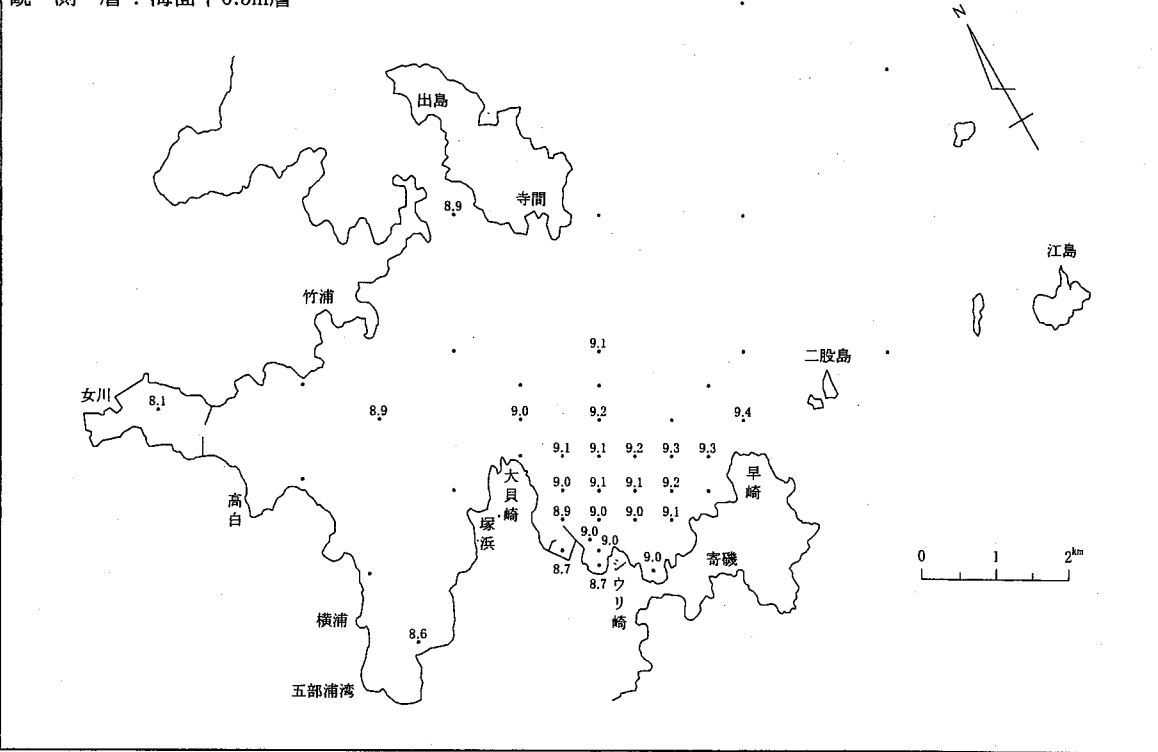 観 測 層：海面下0.5m層
N
出島
寺間
8.9
江島
竹浦
9.1
二股島
女川
8.1
8.9
9.0
9.2
9.4
9.1
9.1
9.2
9.3
9.3
大貝崎
早崎
9.0
9.1
9.1
9.2
高白
塚浜
8.9
9.0
9.0
9.1
9.0
9.0
シウリ崎
9.0
寄磯
8.7
8.7
0 1 2km
横浦
8.6
五部浦湾